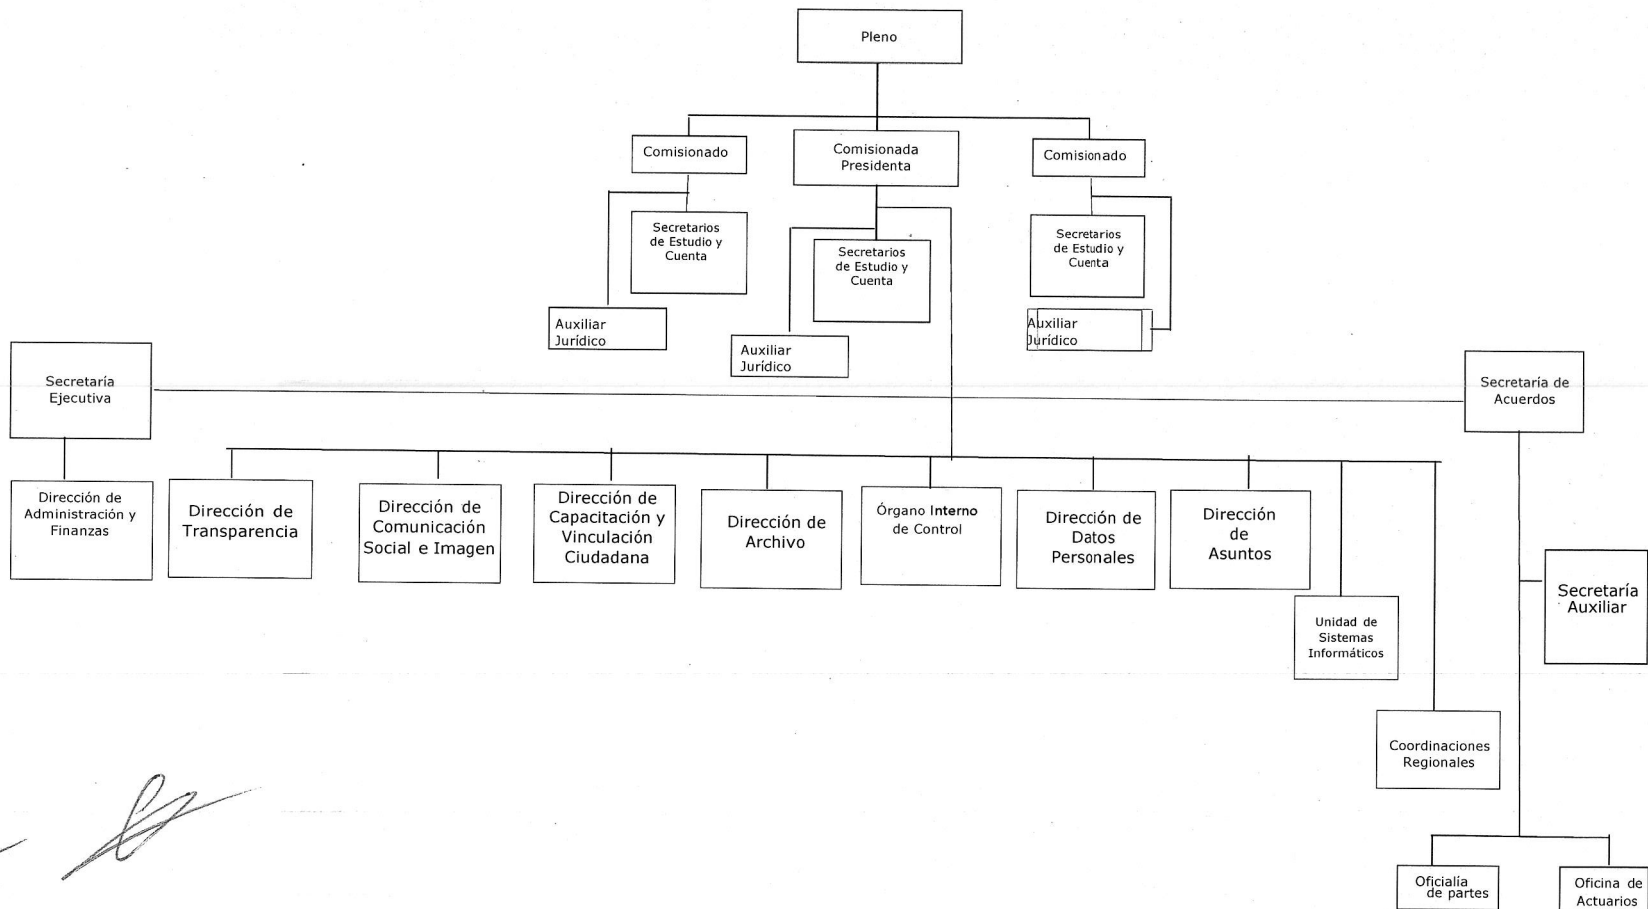 Pleno
Comisionado
Comisionada
Presidenta
Comisionado
Secretarios
de Estudio y
Cuenta
Secretarios
de Estudio y
Cuenta
Secretarios
de Estudio y
Cuenta
Auxiliar
Jurídico
Auxiliar
Jurídico
Auxiliar
Jurídico
Secretaría
Ejecutiva
Secretaría de
Acuerdos
Dirección de
Administración y
Finanzas
Dirección de
Transparencia
Dirección de
Comunicación
Social e Imagen
Dirección de
Capacitación y
Vinculación
Ciudadana
Dirección de
Archivo
Órgano Interno
de Control
Dirección de
Datos
Personales
Dirección
de
Asuntos
Secretaría
Auxiliar
Unidad de
Sistemas
Informáticos
Coordinaciones
Regionales
Oficialía
de partes
Oficina de
Actuarios